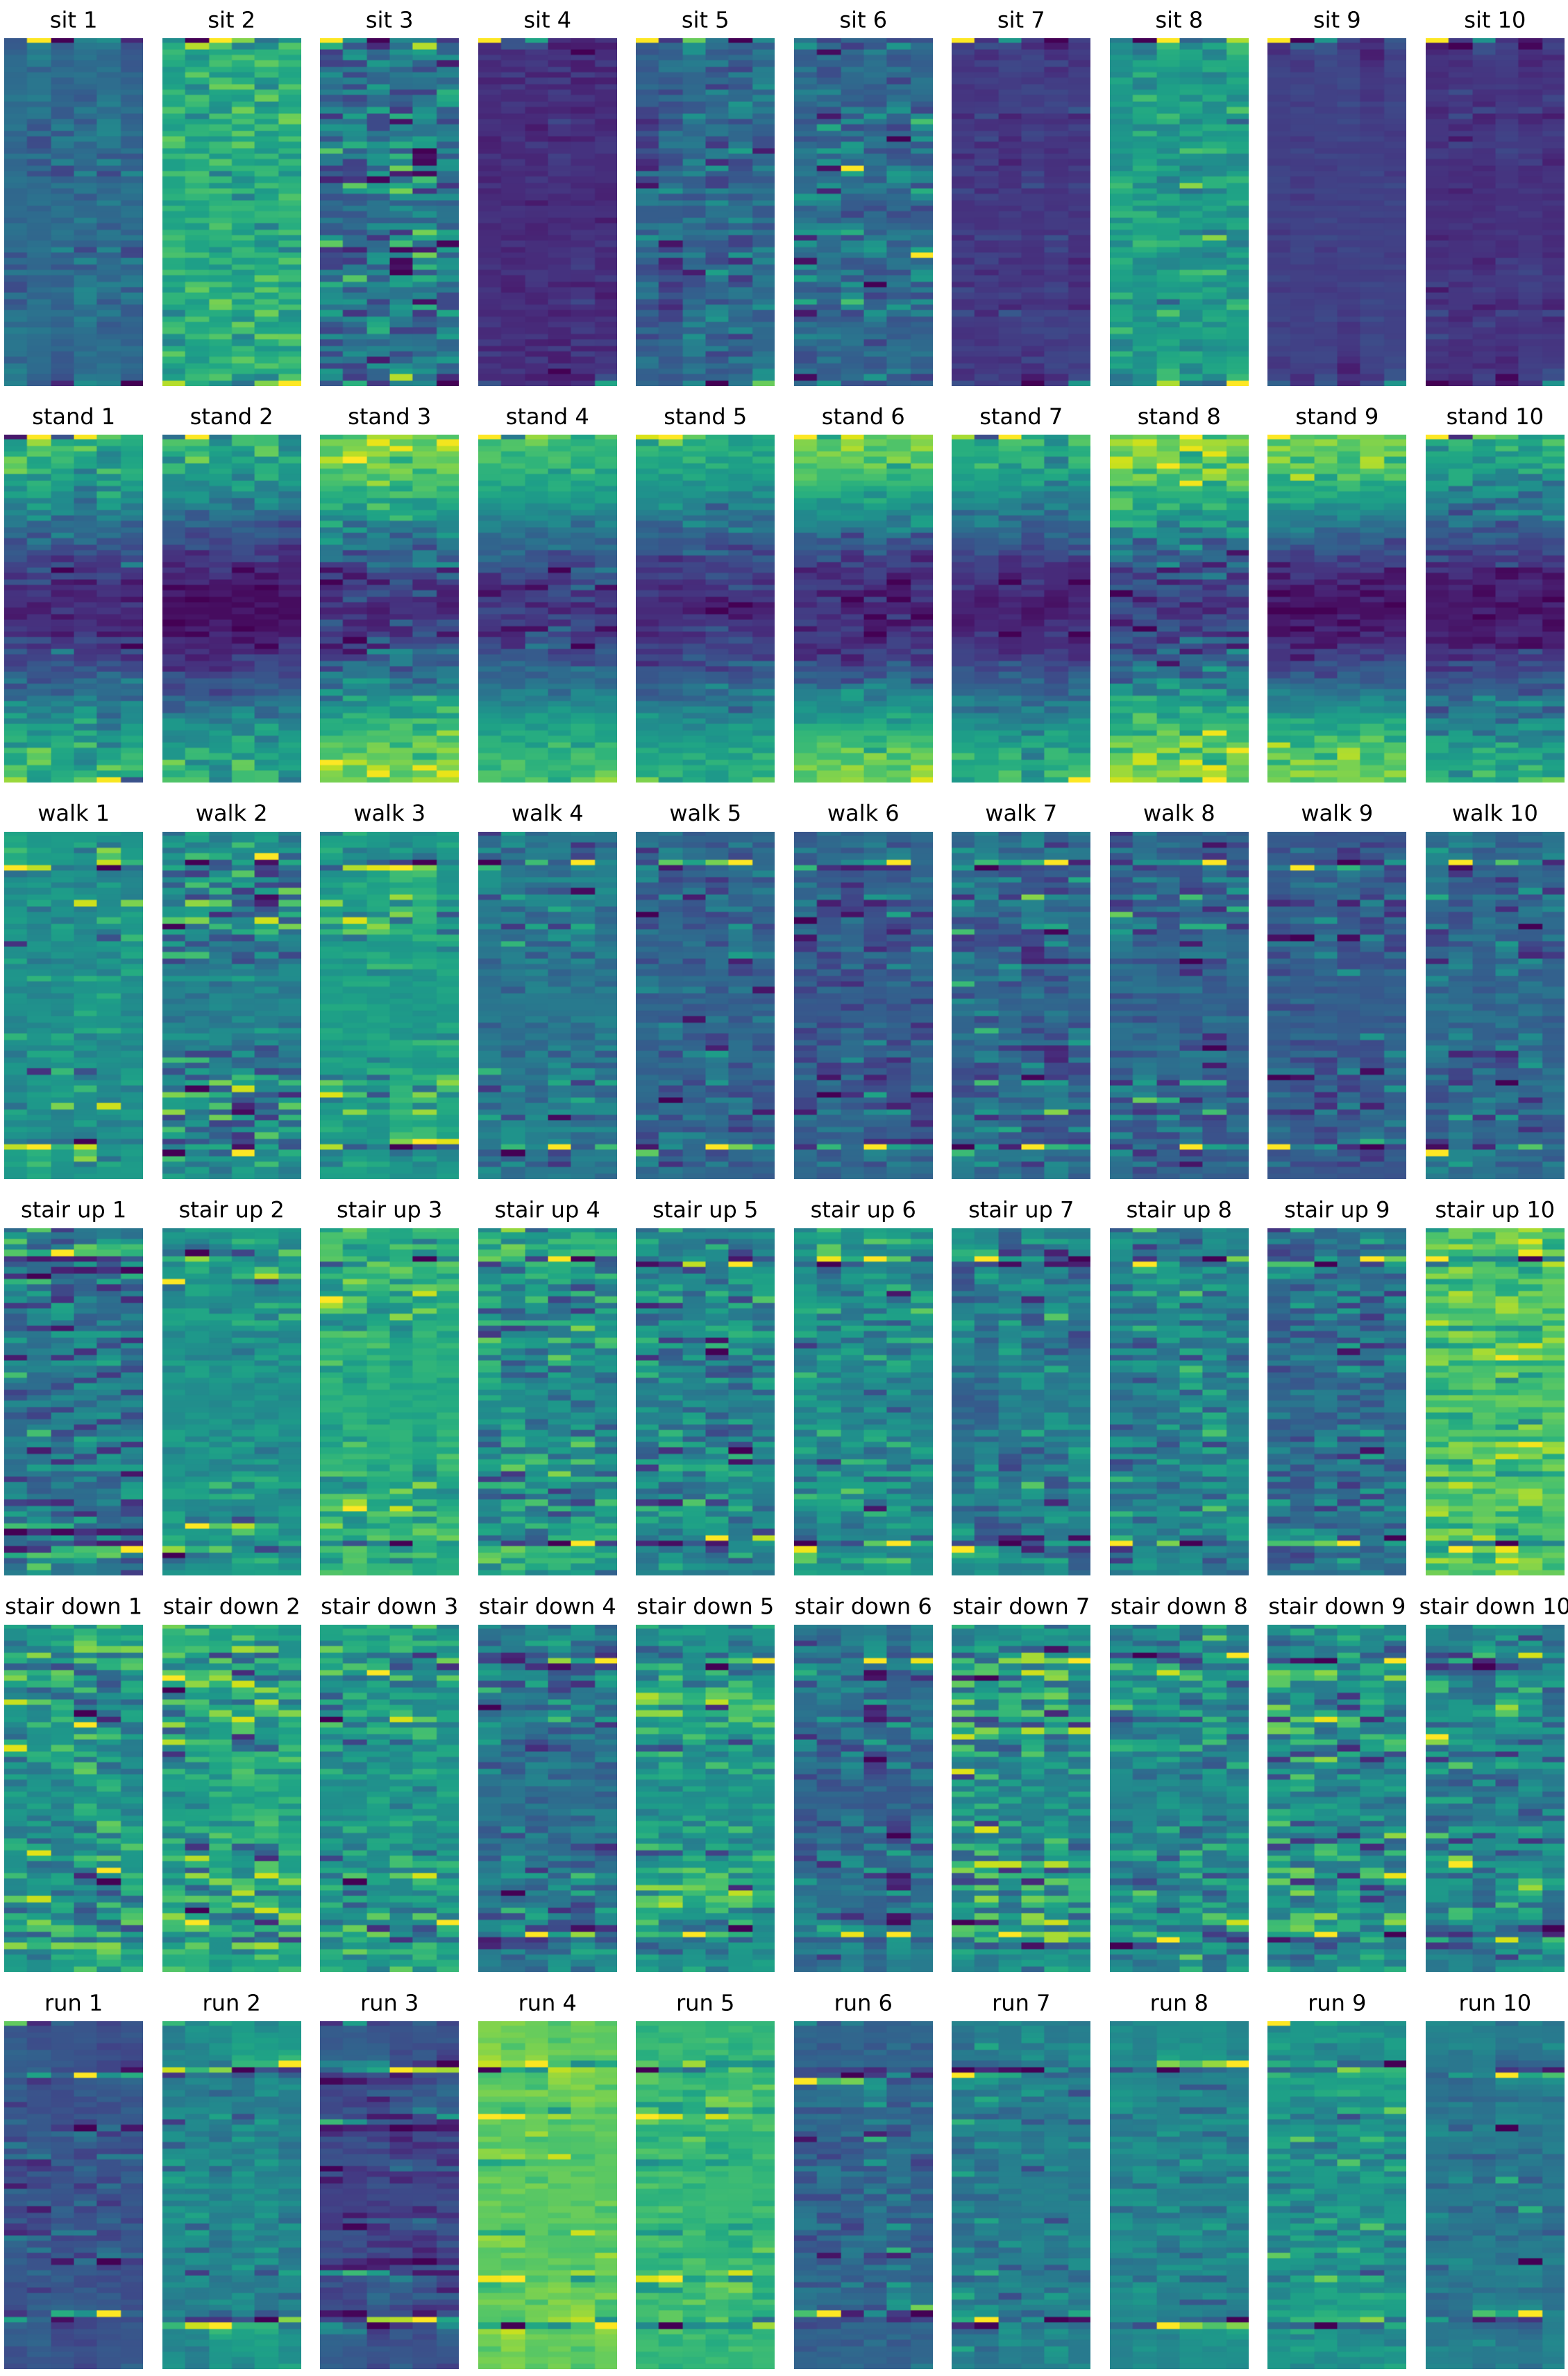 sit 1 sit 2 sit 3 sit 4 sit 5 sit 6 sit 7 sit 8 sit 9 sit 10
stand 1 stand 2 stand 3 stand 4 stand 5 stand 6 stand 7 stand 8 stand 9 stand 10
walk 1 walk 2 walk 3 walk 4 walk 5 walk 6 walk 7 walk 8 walk 9 walk 10
stair up 1 stair up 2 stair up 3 stair up 4 stair up 5 stair up 6 stair up 7 stair up 8 stair up 9 stair up 10
stair down 1 stair down 2 stair down 3 stair down 4 stair down 5 stair down 6 stair down 7 stair down 8 stair down 9 stair down 10
run 1 run 2 run 3 run 4 run 5 run 6 run 7 run 8 run 9 run 10